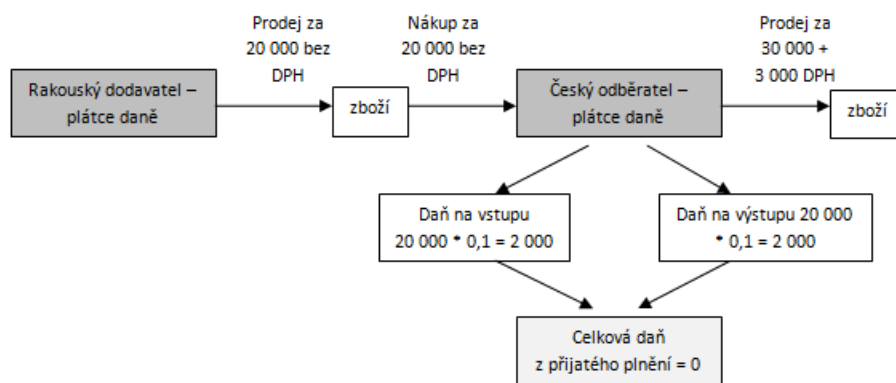 Prodej za
20 000 bez
DPH
Nákup za
20 000 bez
DPH
Prodej za
30 000 +
3 000 DPH
Rakouský dodavatel –
plátce daně
zboží
Český odběratel –
plátce daně
zboží
Daň na vstupu
20 000 * 0,1 = 2 000
Daň na výstupu 20 000
* 0,1 = 2 000
Celková daň
z přijatého plnění = 0